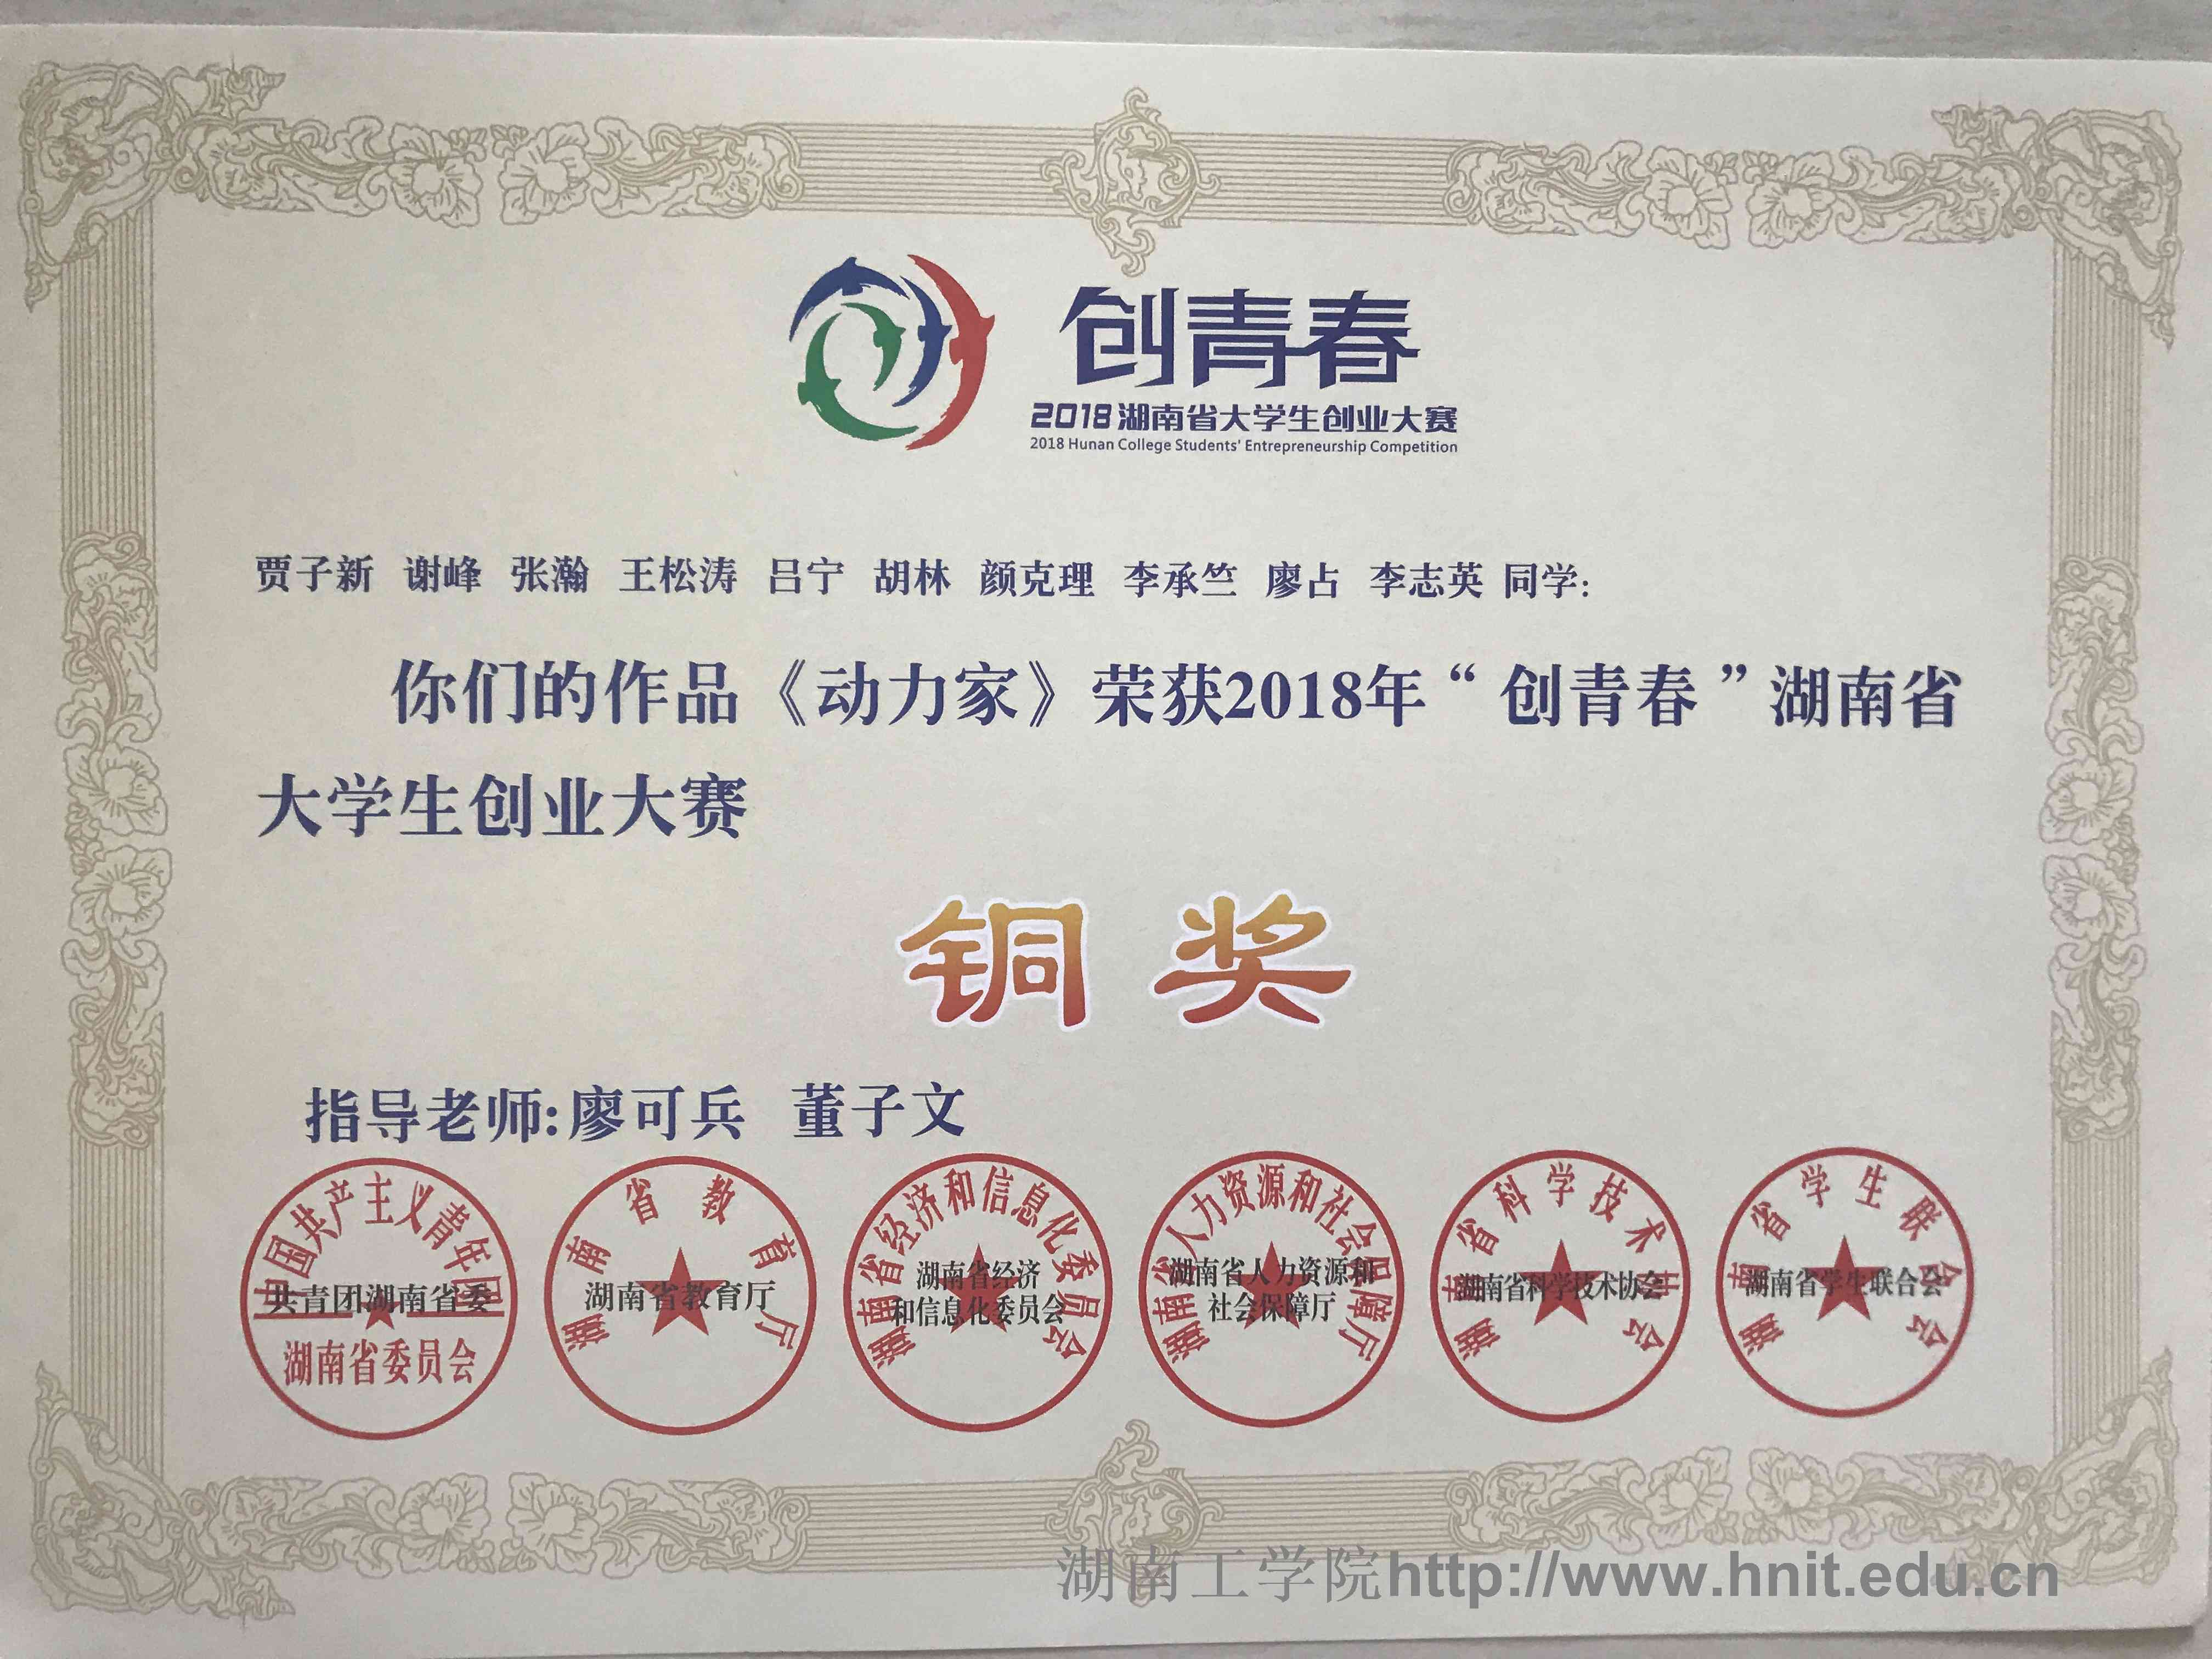 创青春
2018湖南省大学生创业大赛
2018 Hunan College Students' Entrepreneurship Competition
贾子新 谢峰 张瀚 王松涛 吕宁 胡林 颜克理 李承竺 廖占 李志英 同学:
你们的作品《动力家》荣获2018年“创青春”湖南省
大学生创业大赛
铜奖
指导老师:廖可兵 董子文
中国共产主义青年团
共青团湖南省委
湖南省委员会
湖南省教育厅
湖南省教育厅
湖南省经济和信息化委员会
湖南省经济
和信息化委员会
湖南省人力资源和社会保障厅
湖南省人力资源和
社会保障厅
湖南省科学技术协会
湖南省科学技术协会
湖南省学生联合会
湖南省学生联合会
湖南工学院http://www.hnit.edu.cn